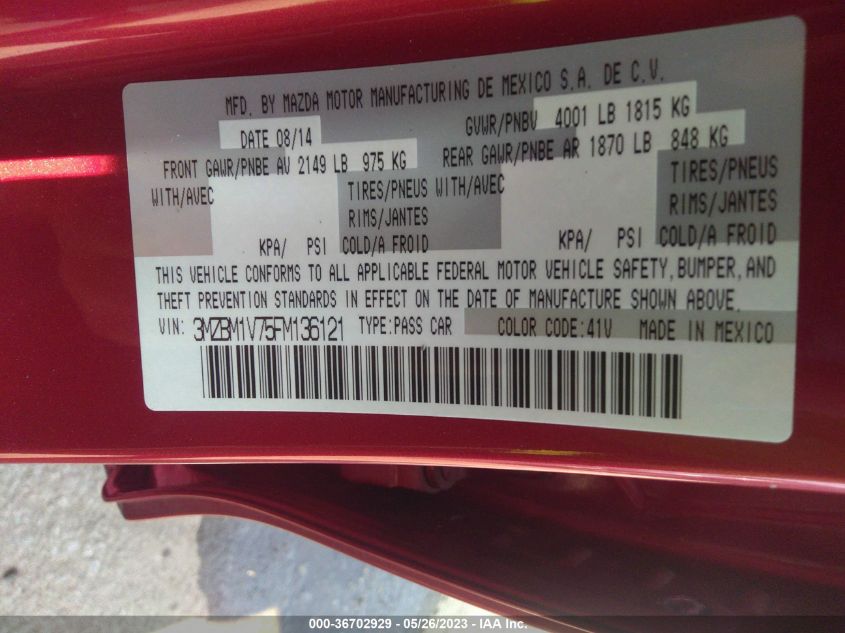 MFD. BY MAZDA MOTOR MANUFACTURING DE MEXICO S.A. DE C.V.
DATE 08/14 GVWR/PNBV 4001 LB 1815 KG
FRONT GAWR/PNBE AV 2149 LB 975 KG REAR GAWR/PNBE AR 1870 LB 848 KG
WITH/AVEC TIRES/PNEUS WITH/AVEC TIRES/PNEUS
RIMS/JANTES RIMS/JANTES
KPA/ PSI COLD/A FROID KPA/ PSI COLD/A FROID
THIS VEHICLE CONFORMS TO ALL APPLICABLE FEDERAL MOTOR VEHICLE SAFETY, BUMPER, AND
THEFT PREVENTION STANDARDS IN EFFECT ON THE DATE OF MANUFACTURE SHOWN ABOVE.
VIN: 3MZBM1V75FM136121 TYPE:PASS CAR COLOR CODE:41V MADE IN MEXICO
000-36702929 - 05/26/2023 - IAA Inc.